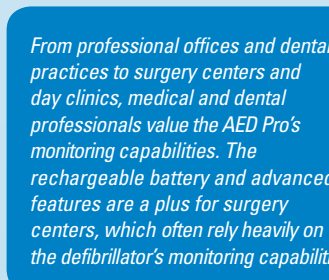 From professional offices and dental
practices to surgery centers and
day clinics, medical and dental
professionals value the AED Pro's
monitoring capabilities. The
rechargeable battery and advanced
features are a plus for surgery
centers, which often rely heavily on
the defibrillator's monitoring